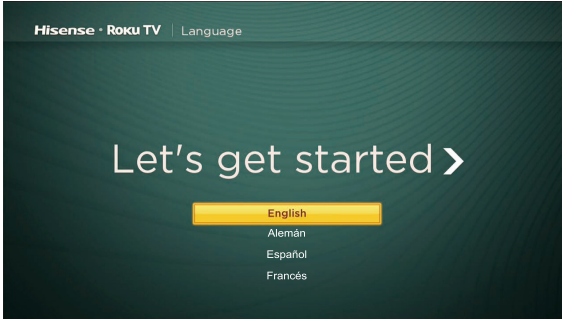 Hisense • Roku TV | Language
Let's get started
English
Alemán
Español
Francés